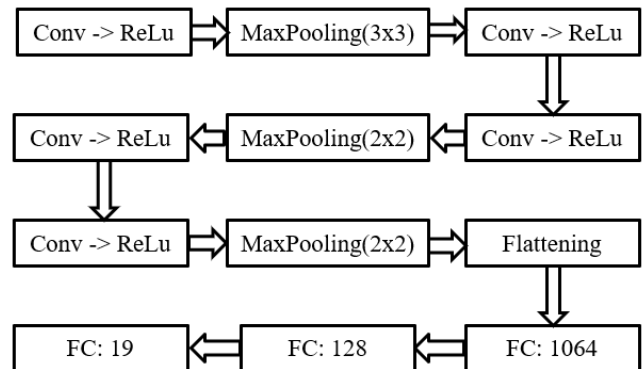 Conv -> ReLu MaxPooling(3x3) Conv -> ReLu
Conv -> ReLu MaxPooling(2x2) Conv -> ReLu
Conv -> ReLu MaxPooling(2x2) Flattening
FC: 19 FC: 128 FC: 1064